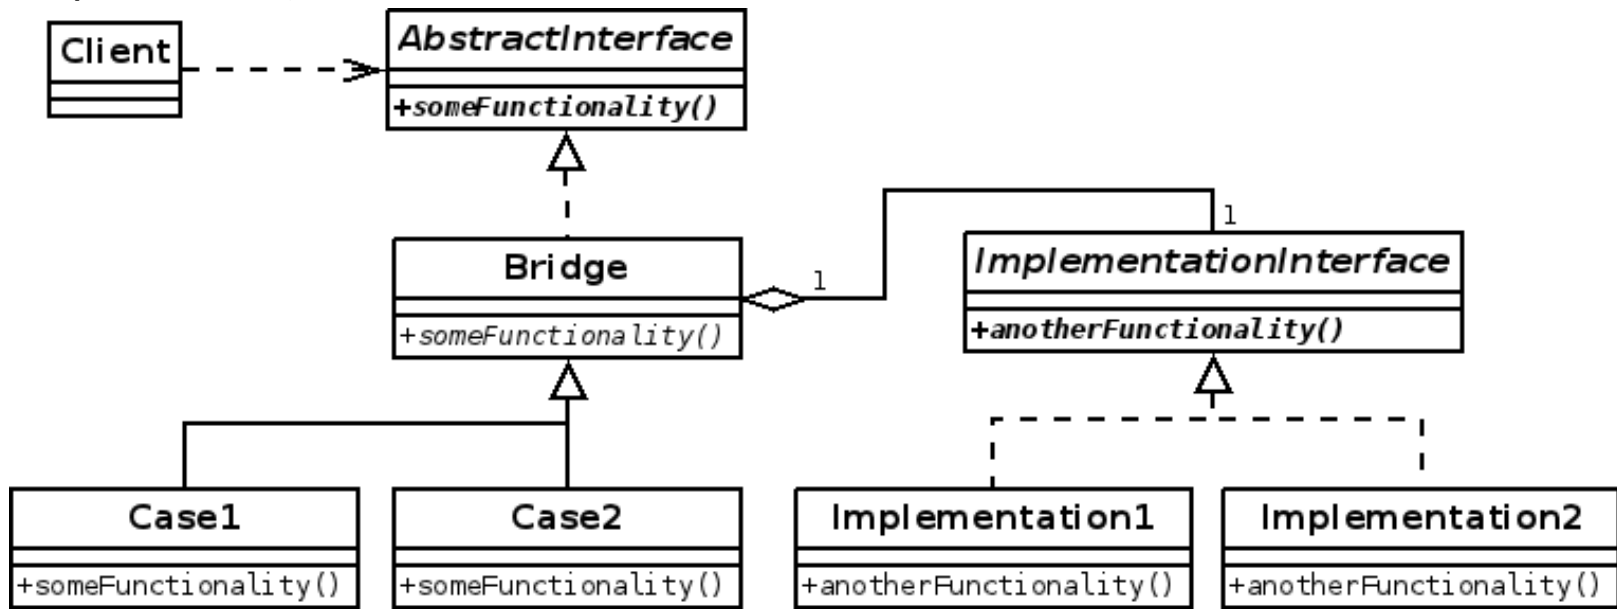 Client
AbstractInterface
+someFunctionality()
1
Bridge
1
ImplementationInterface
+someFunctionality()
+anotherFunctionality()
Case1
Case2
Implementation1
Implementation2
+someFunctionality()
+someFunctionality()
+anotherFunctionality()
+anotherFunctionality()